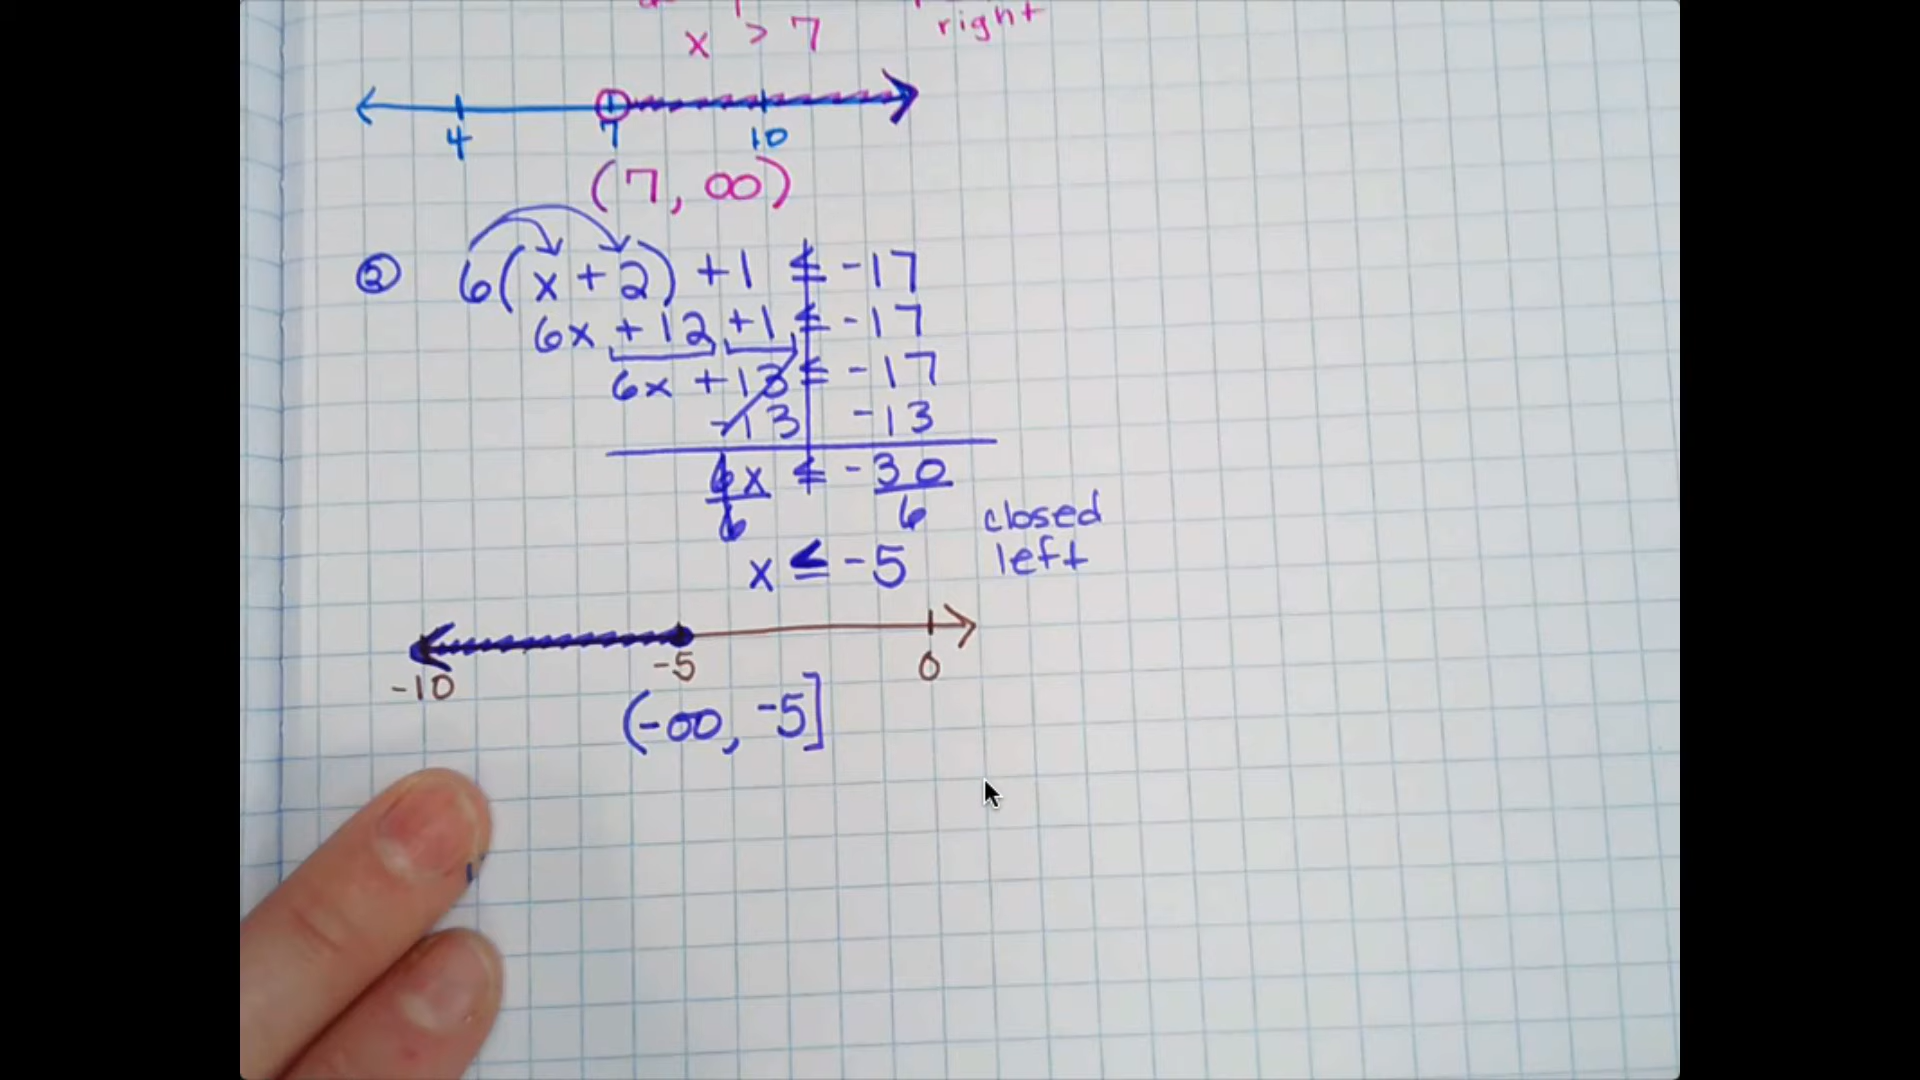 x > 7
right
4 7 10
(7, ∞)
② 6(x + 2) + 1 ≤ -17
6x + 12 + 1 ≤ -17
6x + 13 ≤ -17
-13 -13
6x ≤ -30
6 6
closed
x ≤ -5
left
-10 -5 0
(-∞, -5]